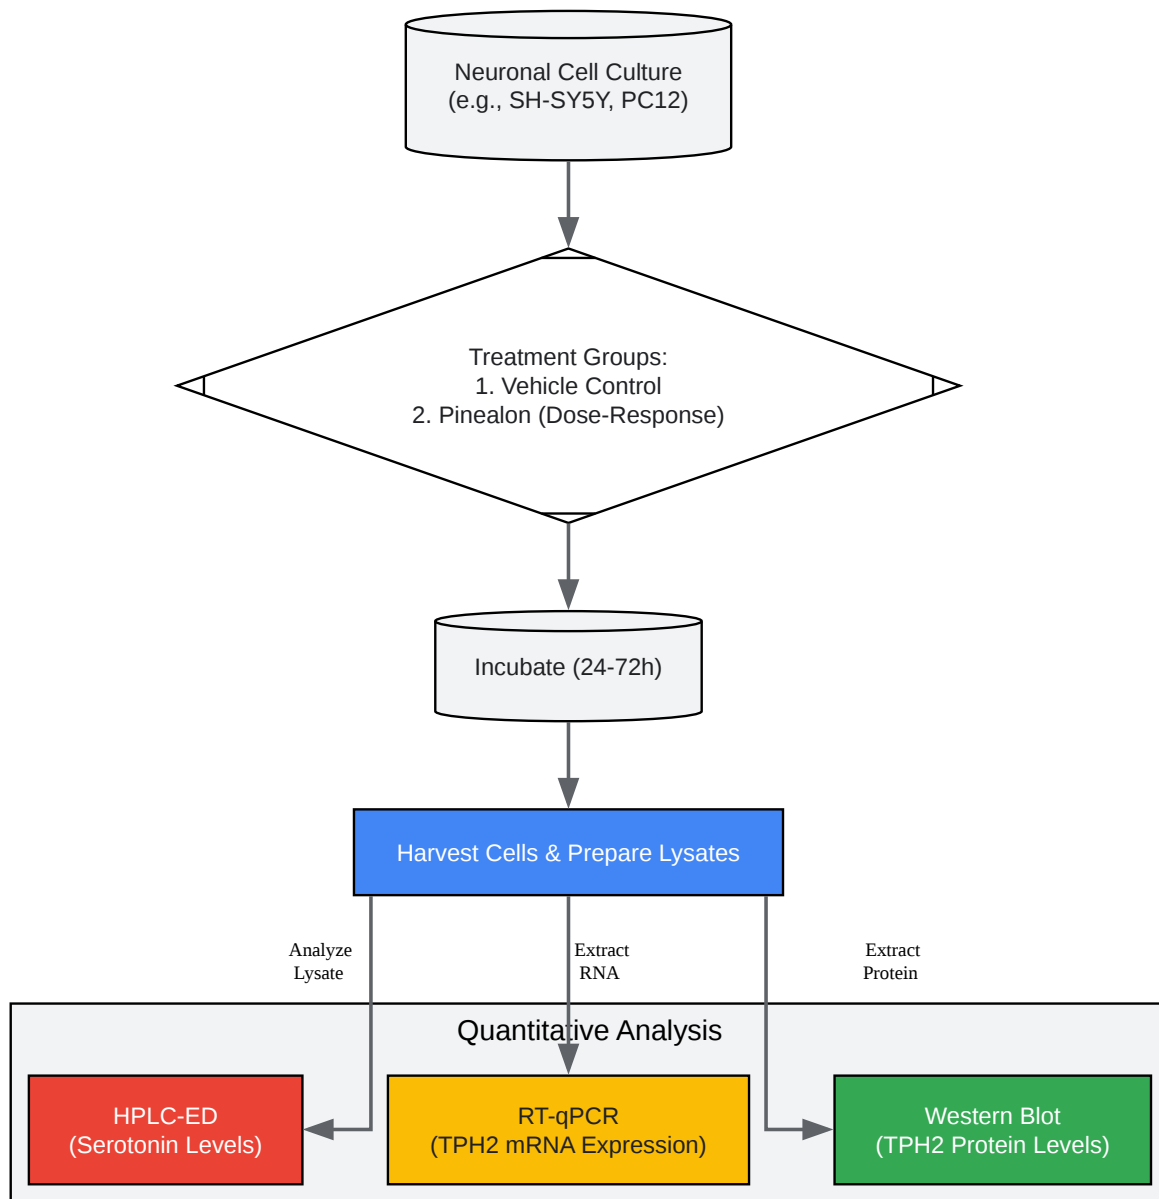 Neuronal Cell Culture
(e.g., SH-SY5Y, PC12)
Treatment Groups:
1. Vehicle Control
2. Pinealon (Dose-Response)
Incubate (24-72h)
Harvest Cells & Prepare Lysates
Analyze
Lysate
Extract
RNA
Extract
Protein
Quantitative Analysis
HPLC-ED
(Serotonin Levels)
RT-qPCR
(TPH2 mRNA Expression)
Western Blot
(TPH2 Protein Levels)